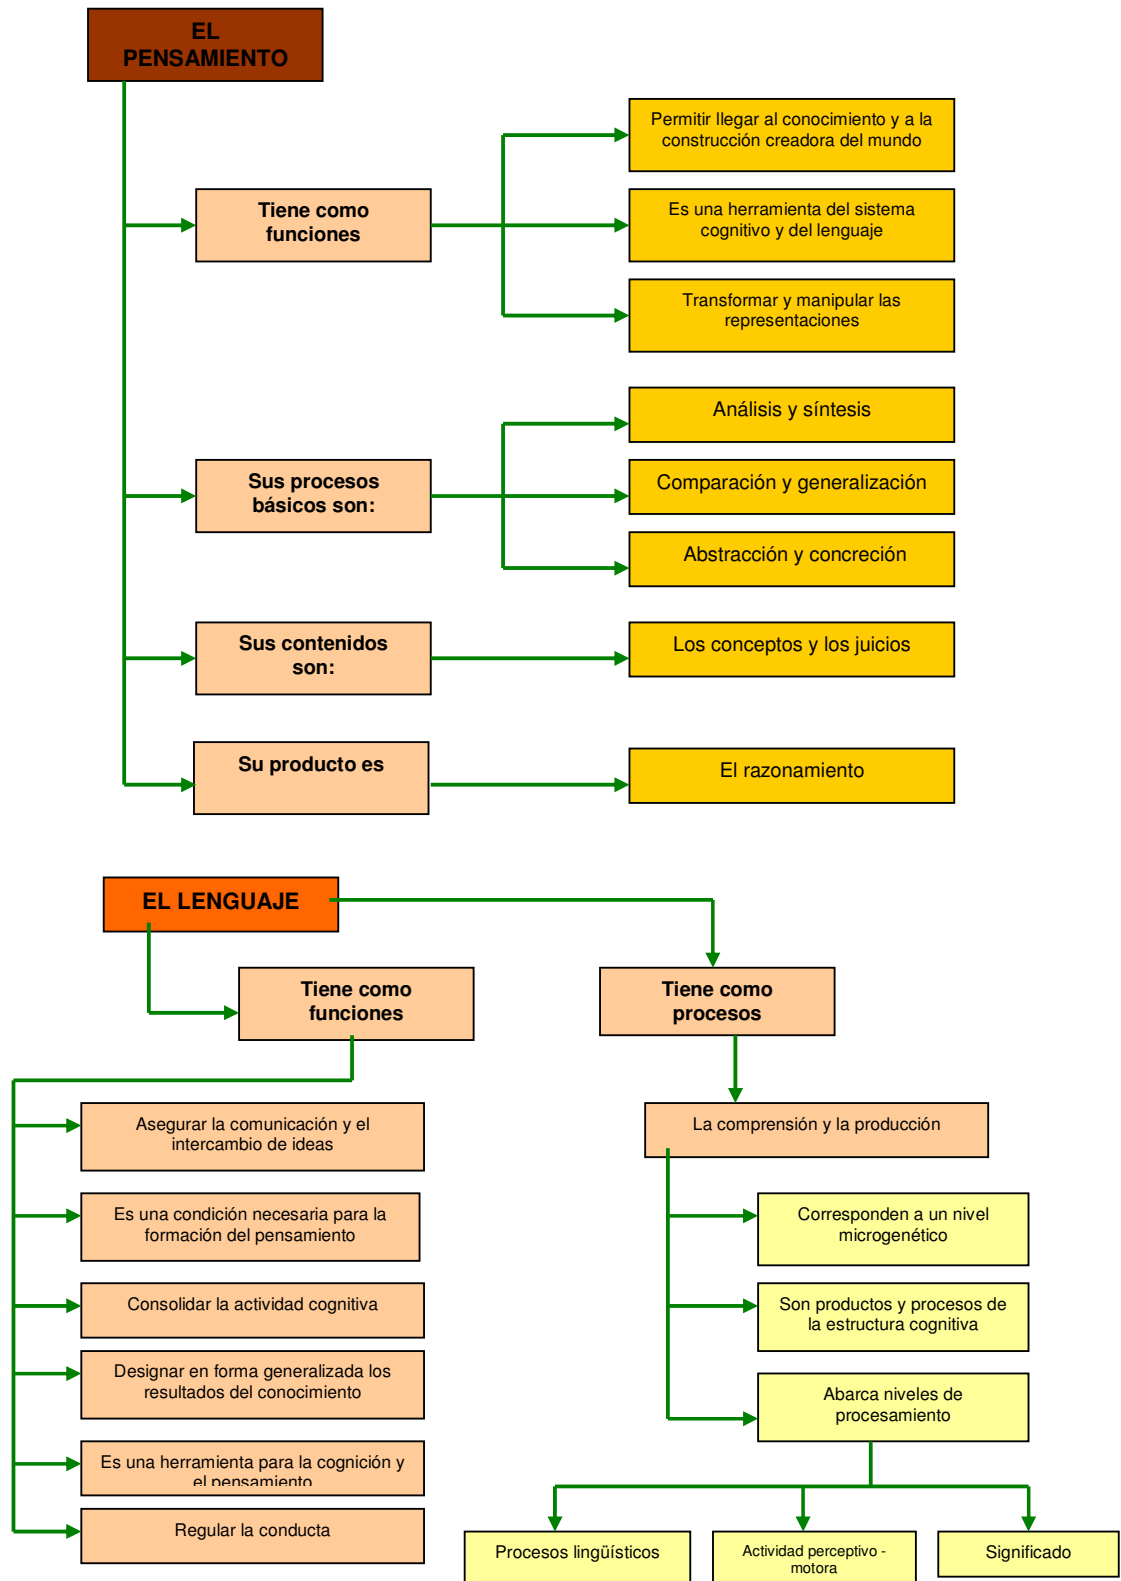 EL
PENSAMIENTO
Permitir llegar al conocimiento y a la
construcción creadora del mundo
Tiene como
funciones
Es una herramienta del sistema
cognitivo y del lenguaje
Transformar y manipular las
representaciones
Análisis y síntesis
Sus procesos
básicos son:
Comparación y generalización
Abstracción y concreción
Sus contenidos
son:
Los conceptos y los juicios
Su producto es
El razonamiento
EL LENGUAJE
Tiene como
funciones
Tiene como
procesos
Asegurar la comunicación y el
intercambio de ideas
Es una condición necesaria para la
formación del pensamiento
Consolidar la actividad cognitiva
Designar en forma generalizada los
resultados del conocimiento
Es una herramienta para la cognición y
el pensamiento
Regular la conducta
La comprensión y la producción
Corresponden a un nivel
microgenético
Son productos y procesos de
la estructura cognitiva
Abarca niveles de
procesamiento
Procesos lingüísticos
Actividad perceptivo -
motora
Significado